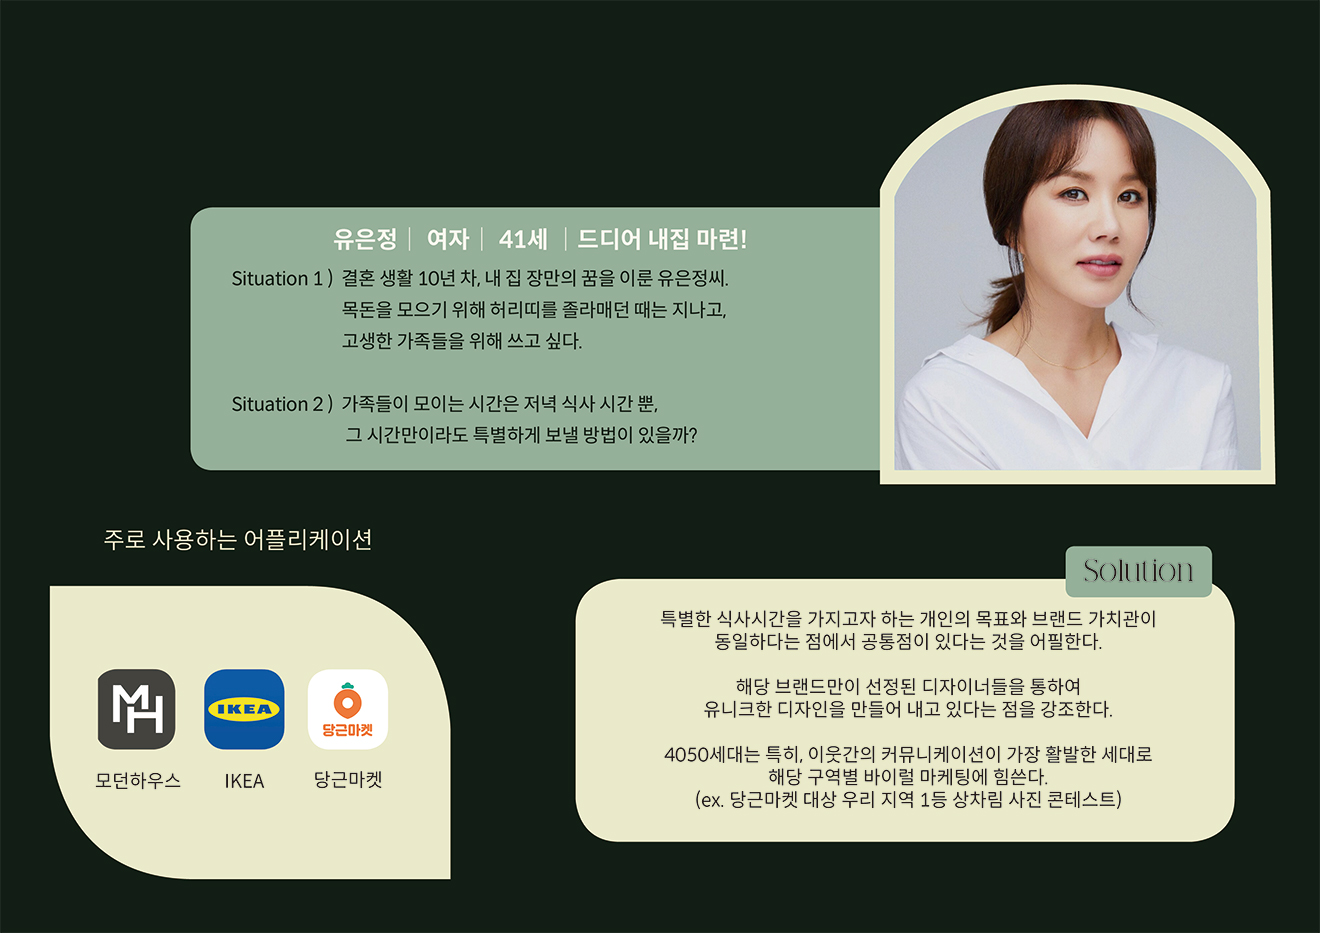 유은정 | 여자 | 41세 | 드디어 내집 마련!
Situation 1 ) 결혼 생활 10년 차, 내 집 장만의 꿈을 이룬 유은정씨.
목돈을 모으기 위해 허리띠를 졸라매던 때는 지나고,
고생한 가족들을 위해 쓰고 싶다.
Situation 2 ) 가족들이 모이는 시간은 저녁 식사 시간 뿐,
그 시간만이라도 특별하게 보낼 방법이 있을까?
주로 사용하는 어플리케이션
MH
IKEA
당근마켓
모던하우스
IKEA
당근마켓
Solution
특별한 식사시간을 가지고자 하는 개인의 목표와 브랜드 가치관이
동일하다는 점에서 공통점이 있다는 것을 어필한다.
해당 브랜드만이 선정된 디자이너들을 통하여
유니크한 디자인을 만들어 내고 있다는 점을 강조한다.
4050세대는 특히, 이웃간의 커뮤니케이션이 가장 활발한 세대로
해당 구역별 바이럴 마케팅에 힘쓴다.
(ex. 당근마켓 대상 우리 지역 1등 상차림 사진 콘테스트)